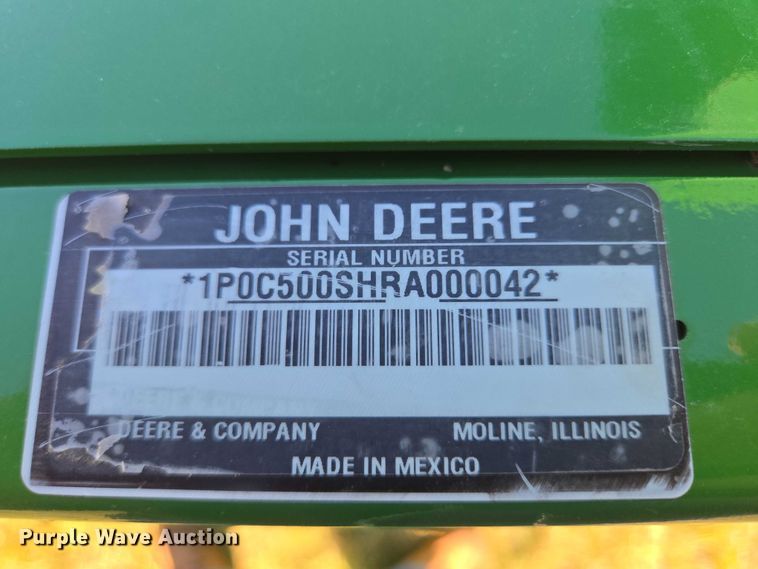 JOHN DEERE
SERIAL NUMBER
*1P0C500SHRA000042*
DEERE & COMPANY MOLINE, ILLINOIS
MADE IN MEXICO
Purple Wave Auction